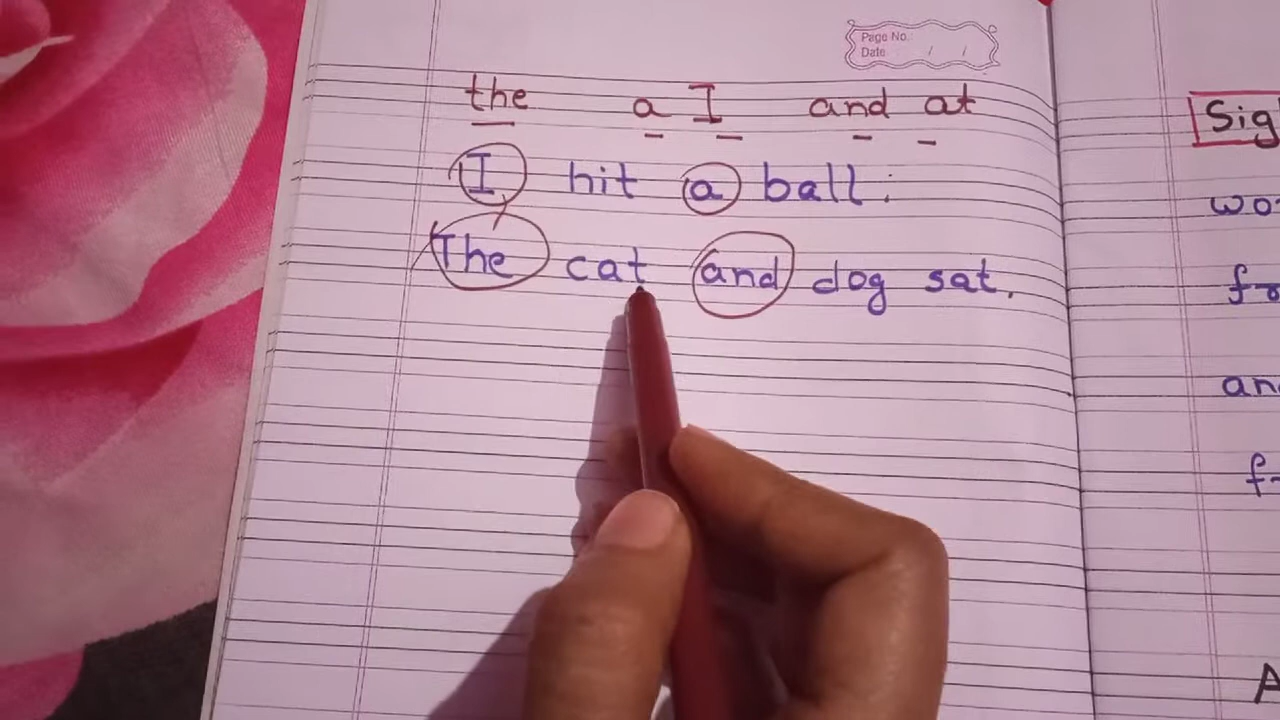 Page No.:
Date / /
the a I and at
I hit a ball.
The cat and dog sat.